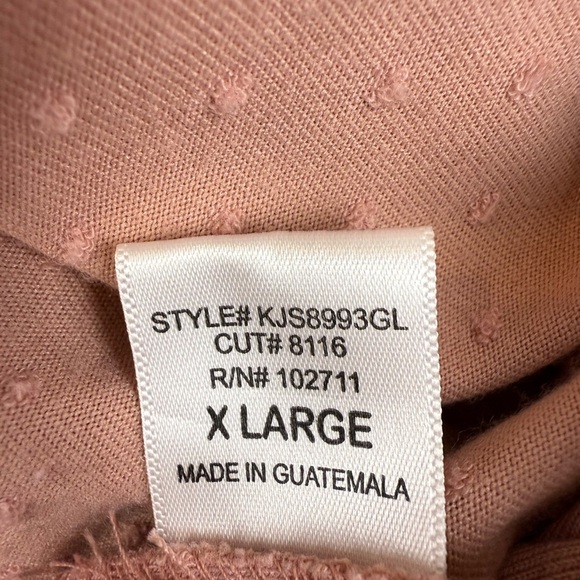 STYLE# KJS8993GL
CUT# 8116
R/N# 102711
X LARGE
MADE IN GUATEMALA